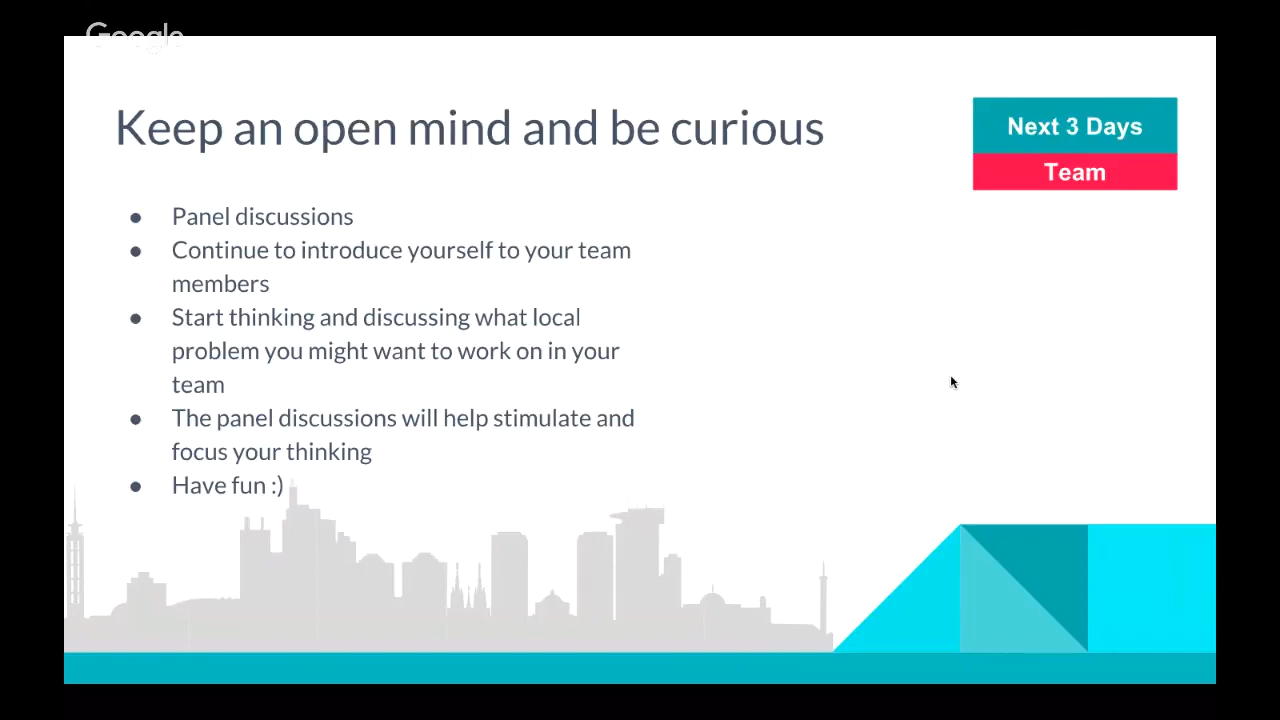 Google
Keep an open mind and be curious
Next 3 Days
Team
● Panel discussions
● Continue to introduce yourself to your team
members
● Start thinking and discussing what local
problem you might want to work on in your
team
● The panel discussions will help stimulate and
focus your thinking
● Have fun :)